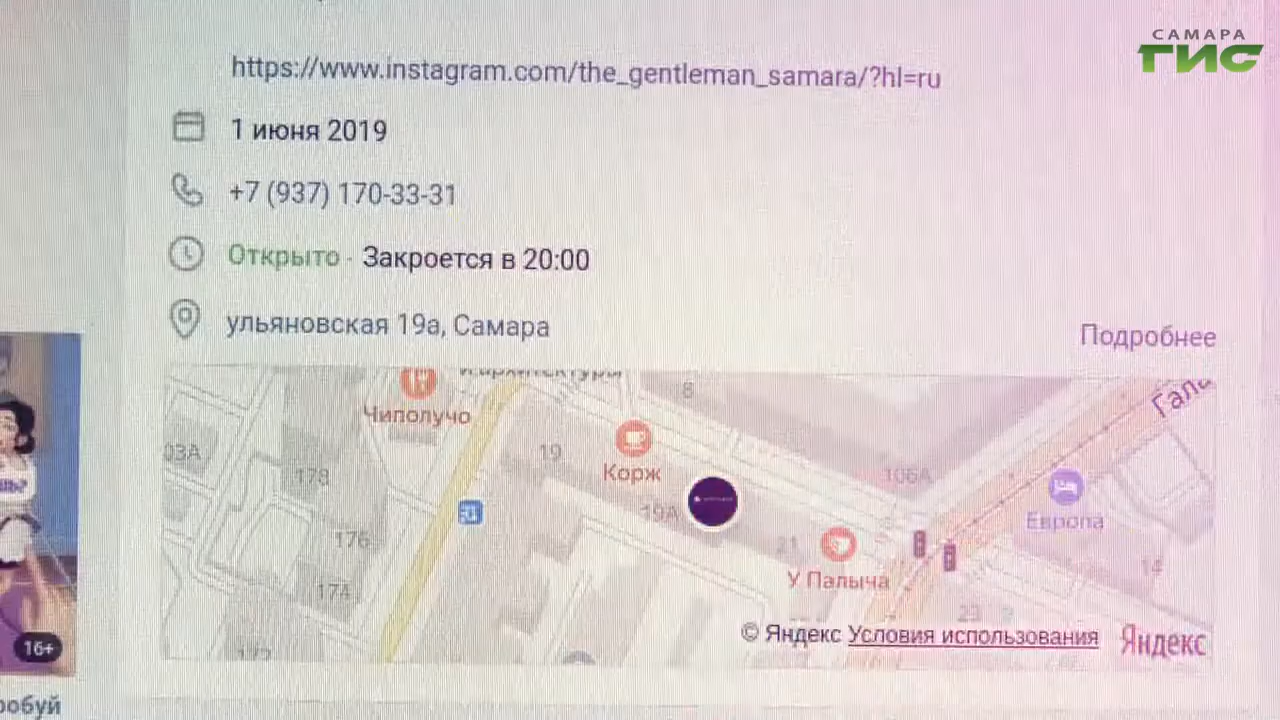 САМАРА
ГИС
https://www.instagram.com/the_gentleman_samara/?hl=ru
1 июня 2019
+7 (937) 170-33-31
Открыто · Закроется в 20:00
ульяновская 19а, Самара
Подробнее
8
Гала
Чиполучо
03А
178
19
Корж
106А
19А
Европа
176
21
У Палыча
14
174
23
© Яндекс Условия использования
Яндекс
16+
172
робуй